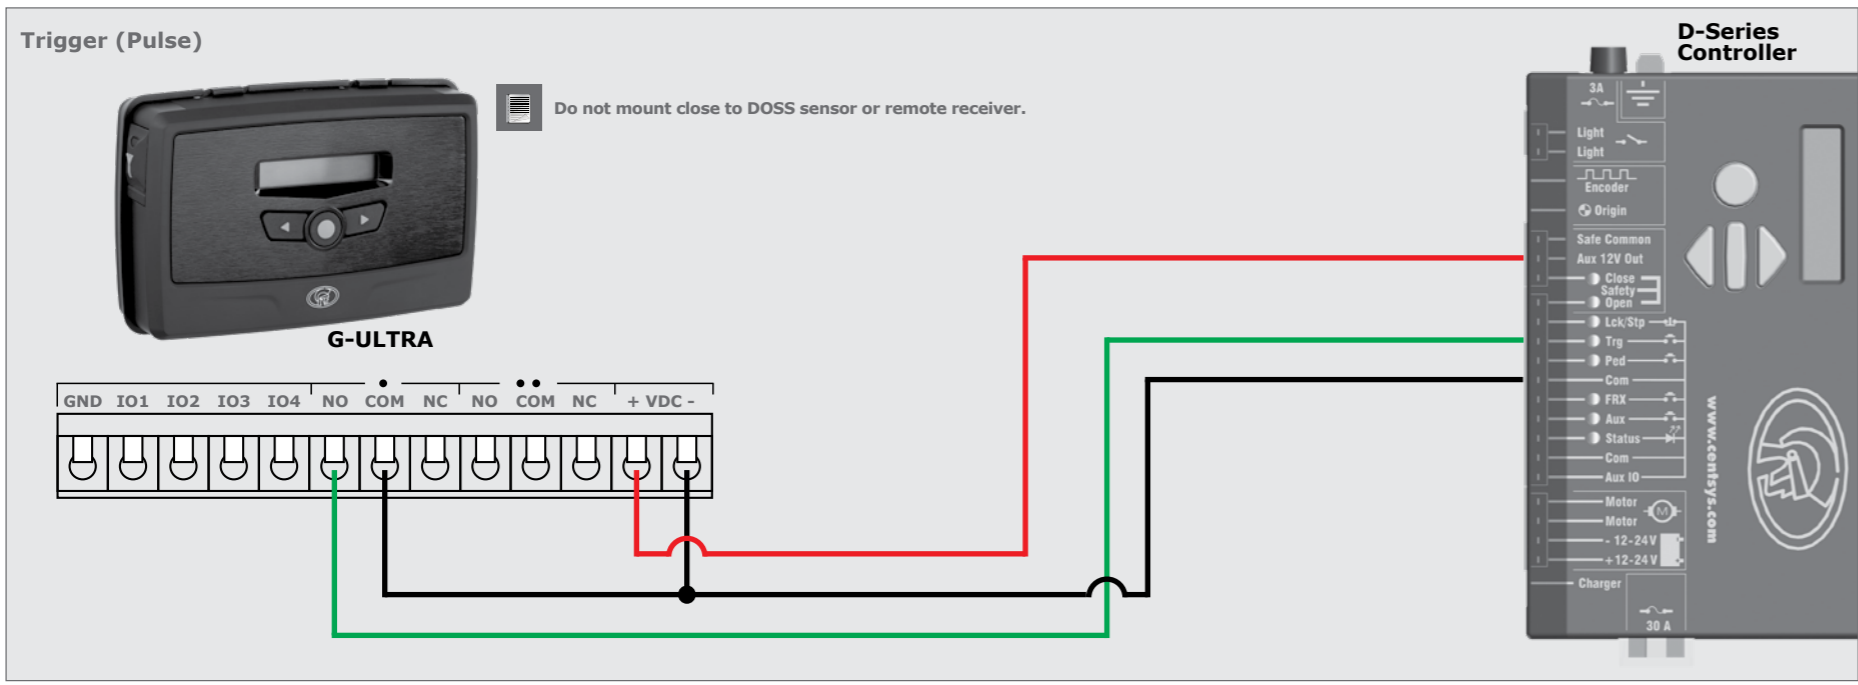 Trigger (Pulse)
D-Series
Controller
Do not mount close to DOSS sensor or remote receiver.
G-ULTRA
GND IO1 IO2 IO3 IO4 NO COM NC NO COM NC + VDC -
3A
Light
Light
Encoder
Origin
Safe Common
Aux 12V Out
Close
Safety
Open
Lck/Stp
Trg
Ped
Com
FRX
Aux
Status
Com
Aux IO
Motor
M
Motor
- 12-24V
+12-24V
Charger
30 A
www.centsys.com